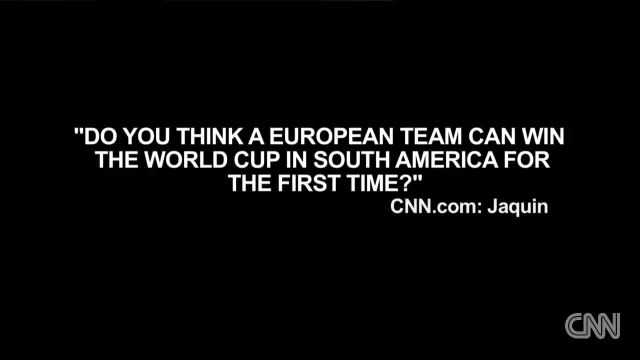 "DO YOU THINK A EUROPEAN TEAM CAN WIN
THE WORLD CUP IN SOUTH AMERICA FOR
THE FIRST TIME?"
CNN.com: Jaquin
CNN